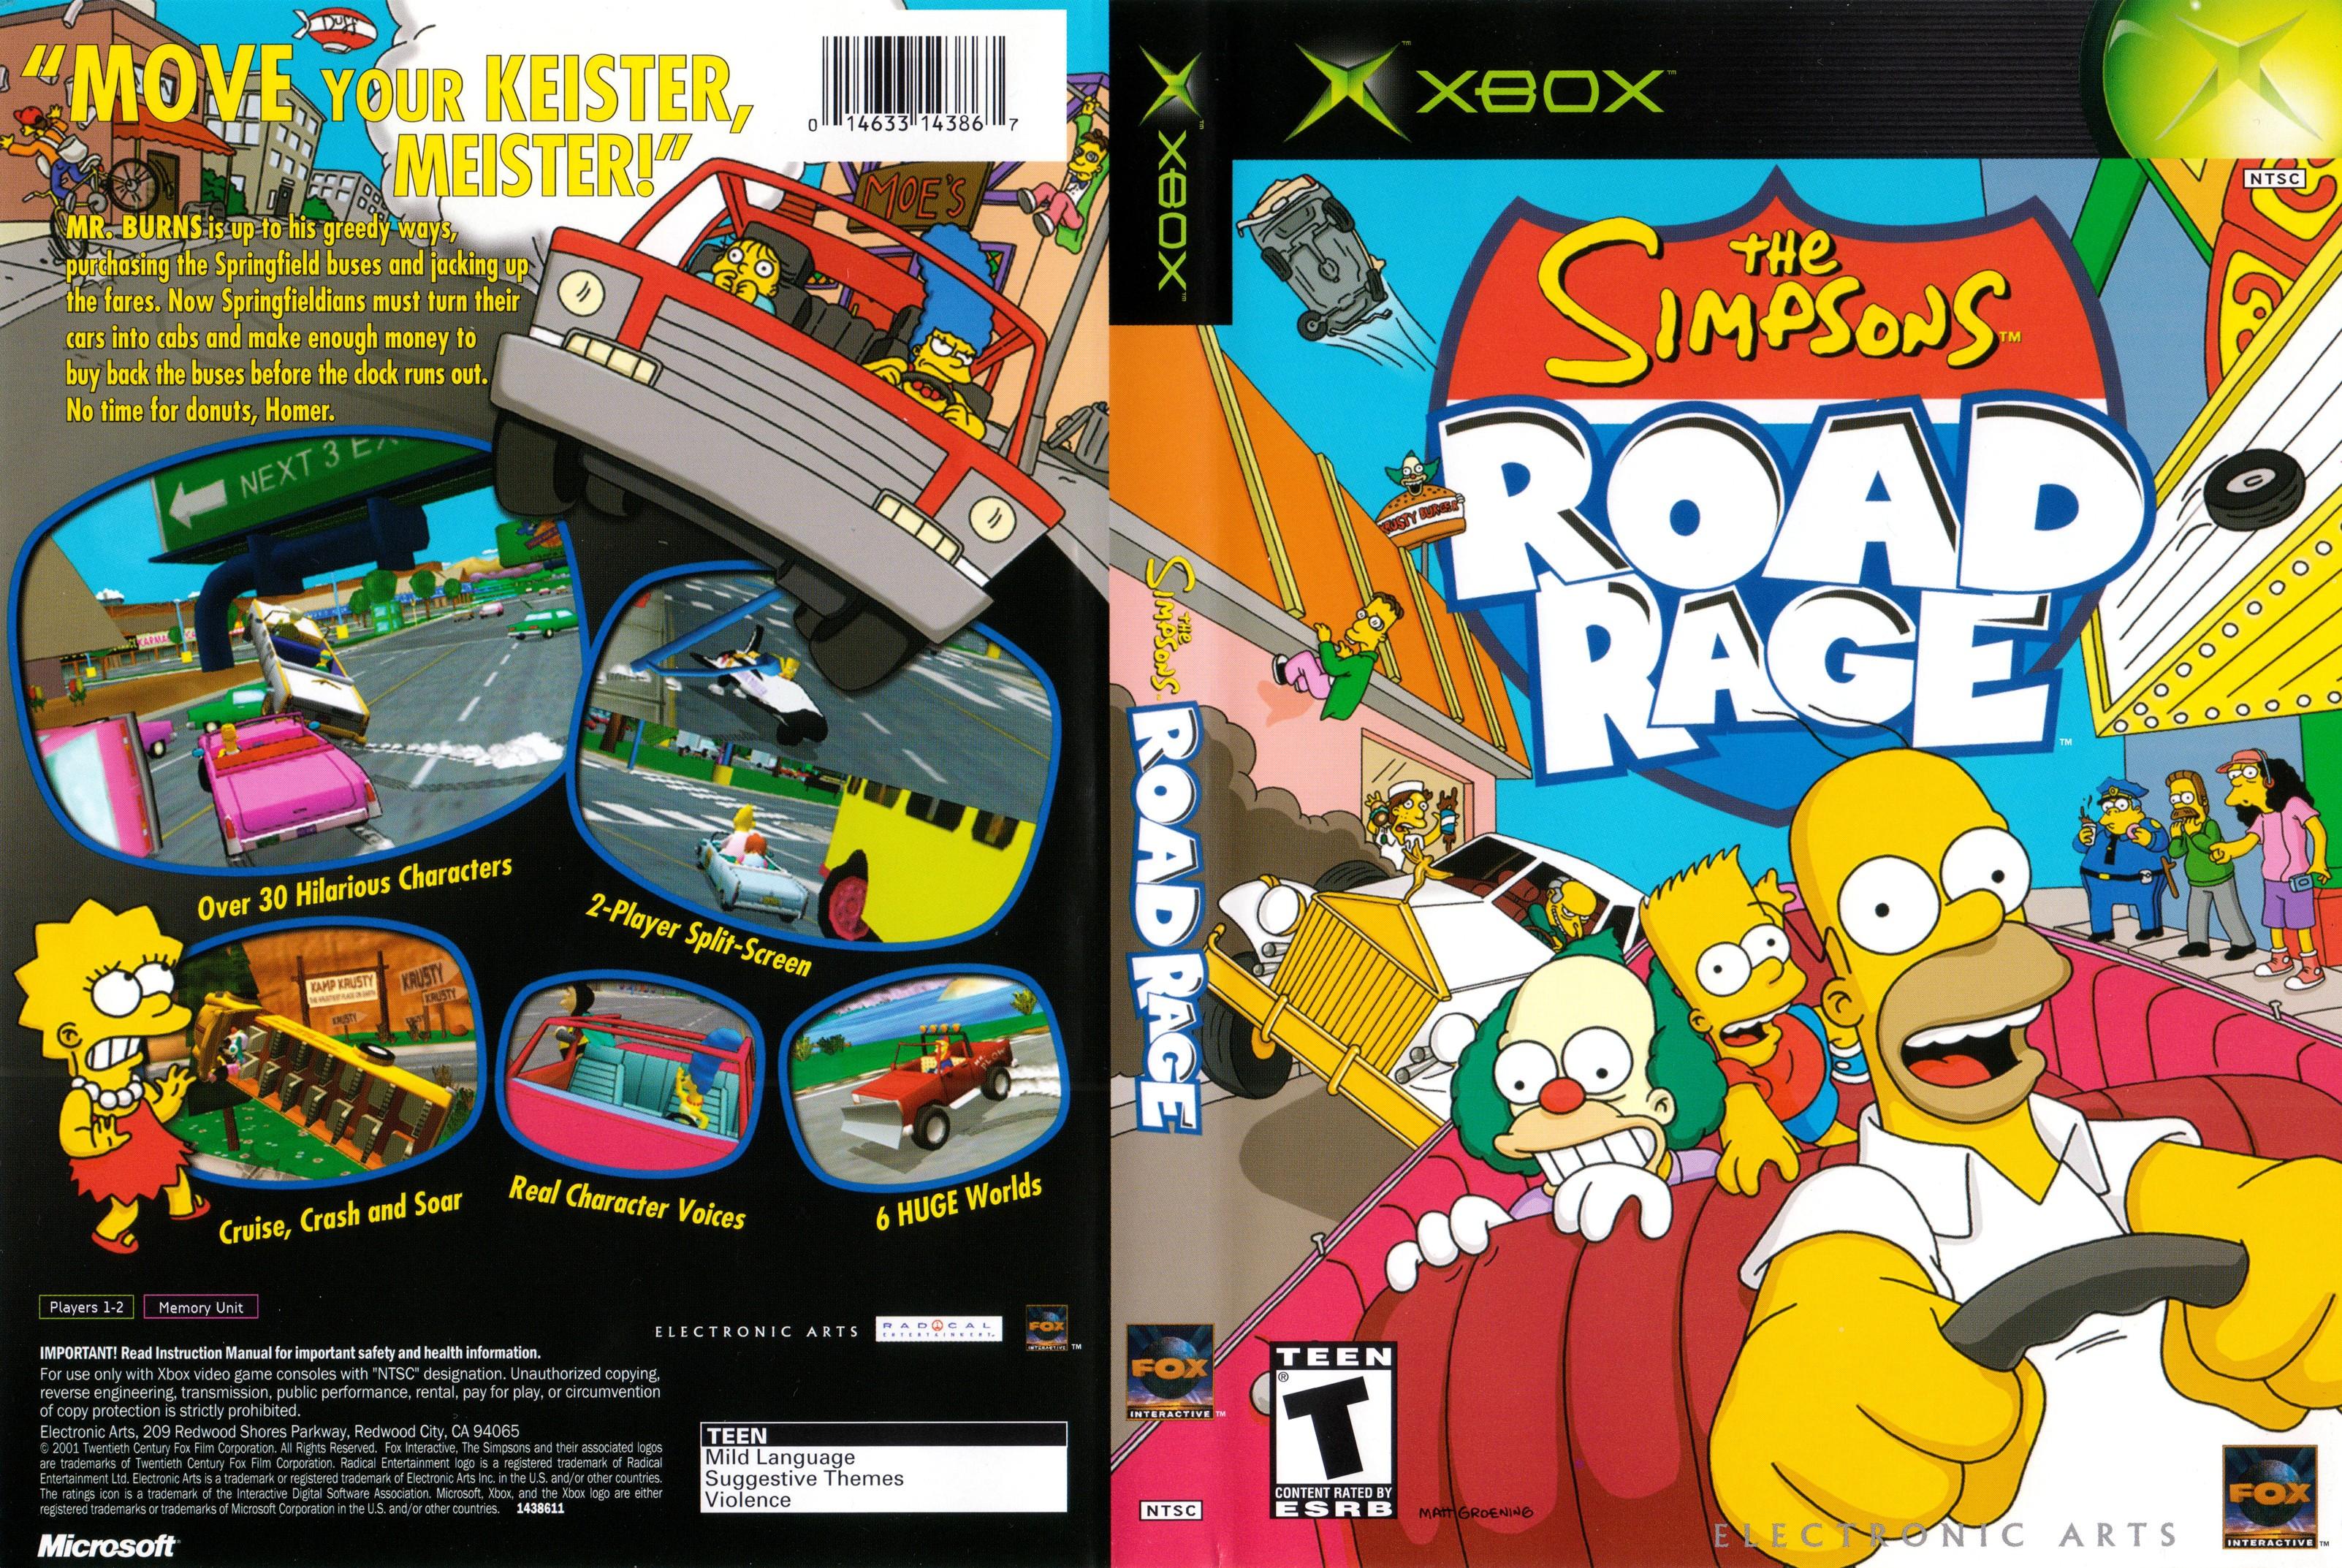 Duff
"MOVE YOUR KEISTER,
MEISTER!"
0 14633 14386 7
MOE'S
MR. BURNS is up to his greedy ways,
purchasing the Springfield buses and jacking up
the fares. Now Springfieldians must turn their
cars into cabs and make enough money to
buy back the buses before the clock runs out.
No time for donuts, Homer.
NEXT 3 EX
Over 30 Hilarious Characters
2-Player Split-Screen
KAMP KRUSTY
KRUSTY
KRUSTY
KRUSTY
Cruise, Crash and Soar
Real Character Voices
6 HUGE Worlds
Players 1-2
Memory Unit
ELECTRONIC ARTS
RADICAL
ENTERTAINMENT
FOX
INTERACTIVE
TM
IMPORTANT! Read Instruction Manual for important safety and health information.
For use only with Xbox video game consoles with "NTSC" designation. Unauthorized copying,
reverse engineering, transmission, public performance, rental, pay for play, or circumvention
of copy protection is strictly prohibited.
Electronic Arts, 209 Redwood Shores Parkway, Redwood City, CA 94065
© 2001 Twentieth Century Fox Film Corporation. All Rights Reserved. Fox Interactive, The Simpsons and their associated logos
are trademarks of Twentieth Century Fox Film Corporation. Radical Entertainment logo is a registered trademark of Radical
Entertainment Ltd. Electronic Arts is a trademark or registered trademark of Electronic Arts Inc. in the U.S. and/or other countries.
The ratings icon is a trademark of the Interactive Digital Software Association. Microsoft, Xbox, and the Xbox logo are either
registered trademarks or trademarks of Microsoft Corporation in the U.S. and/or other countries. 1438611
Microsoft
TEEN
Mild Language
Suggestive Themes
Violence
XBOX™
THE SIMPSONS™
ROAD RAGE
FOX
INTERACTIVE™
NTSC
XBOX™
NTSC
THE
SIMPSONS™
ROAD
RAGE™
KRUSTY BURGER
C
TEEN
T
®
CONTENT RATED BY
ESRB
MATT GROENING
ELECTRONIC ARTS
FOX
INTERACTIVE™